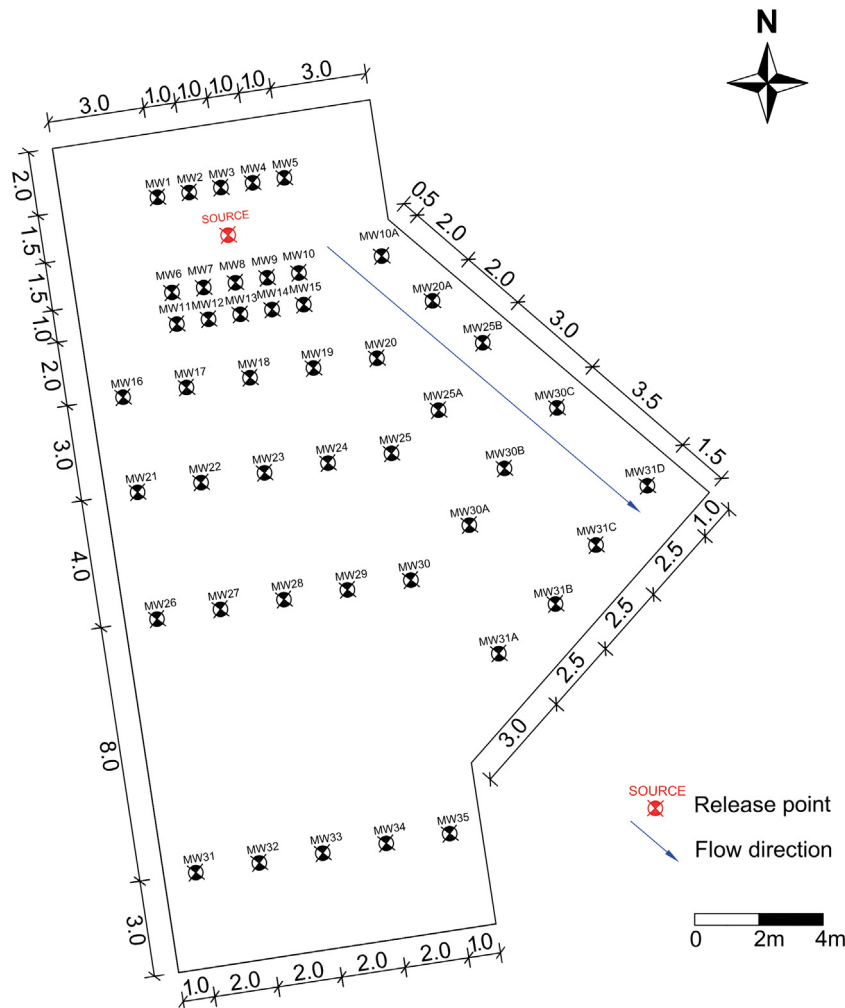 N
3.0 1.0 1.0 1.0 1.0 3.0
2.0
1.5
1.5
1.0
2.0
3.0
4.0
8.0
3.0
MW1 MW2 MW3 MW4 MW5
SOURCE
MW6 MW7 MW8 MW9 MW10
MW11 MW12 MW13 MW14 MW15
MW16 MW17 MW18 MW19 MW20
MW21 MW22 MW23 MW24 MW25
MW26 MW27 MW28 MW29 MW30
MW31 MW32 MW33 MW34 MW35
MW10A
MW20A
MW25B
MW25A
MW30C
MW30B
MW30A
MW31D
MW31C
MW31B
MW31A
0.5
2.0
2.0
3.0
3.5
1.5
1.0
2.5
2.5
2.5
3.0
1.0 2.0 2.0 2.0 2.0 1.0
SOURCE Release point
Flow direction
0 2m 4m